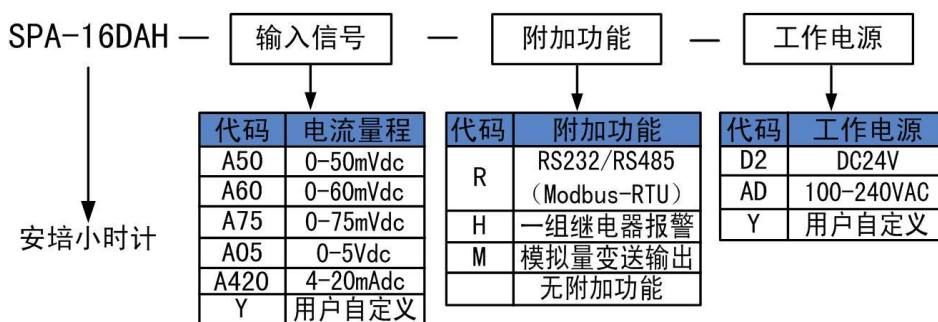 SPA-16DAH — 输入信号 — 附加功能 — 工作电源
安培小时计
代码 电流量程
A50 0-50mVdc
A60 0-60mVdc
A75 0-75mVdc
A05 0-5Vdc
A420 4-20mAdc
Y 用户自定义
代码 附加功能
R RS232/RS485
（Modbus-RTU）
H 一组继电器报警
M 模拟量变送输出
无附加功能
代码 工作电源
D2 DC24V
AD 100-240VAC
Y 用户自定义